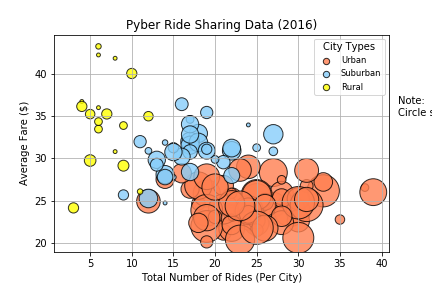 Pyber Ride Sharing Data (2016)
City Types
Urban
Suburban
Rural
Note:
Circle s
Average Fare ($)
40
35
30
25
20
5 10 15 20 25 30 35 40
Total Number of Rides (Per City)